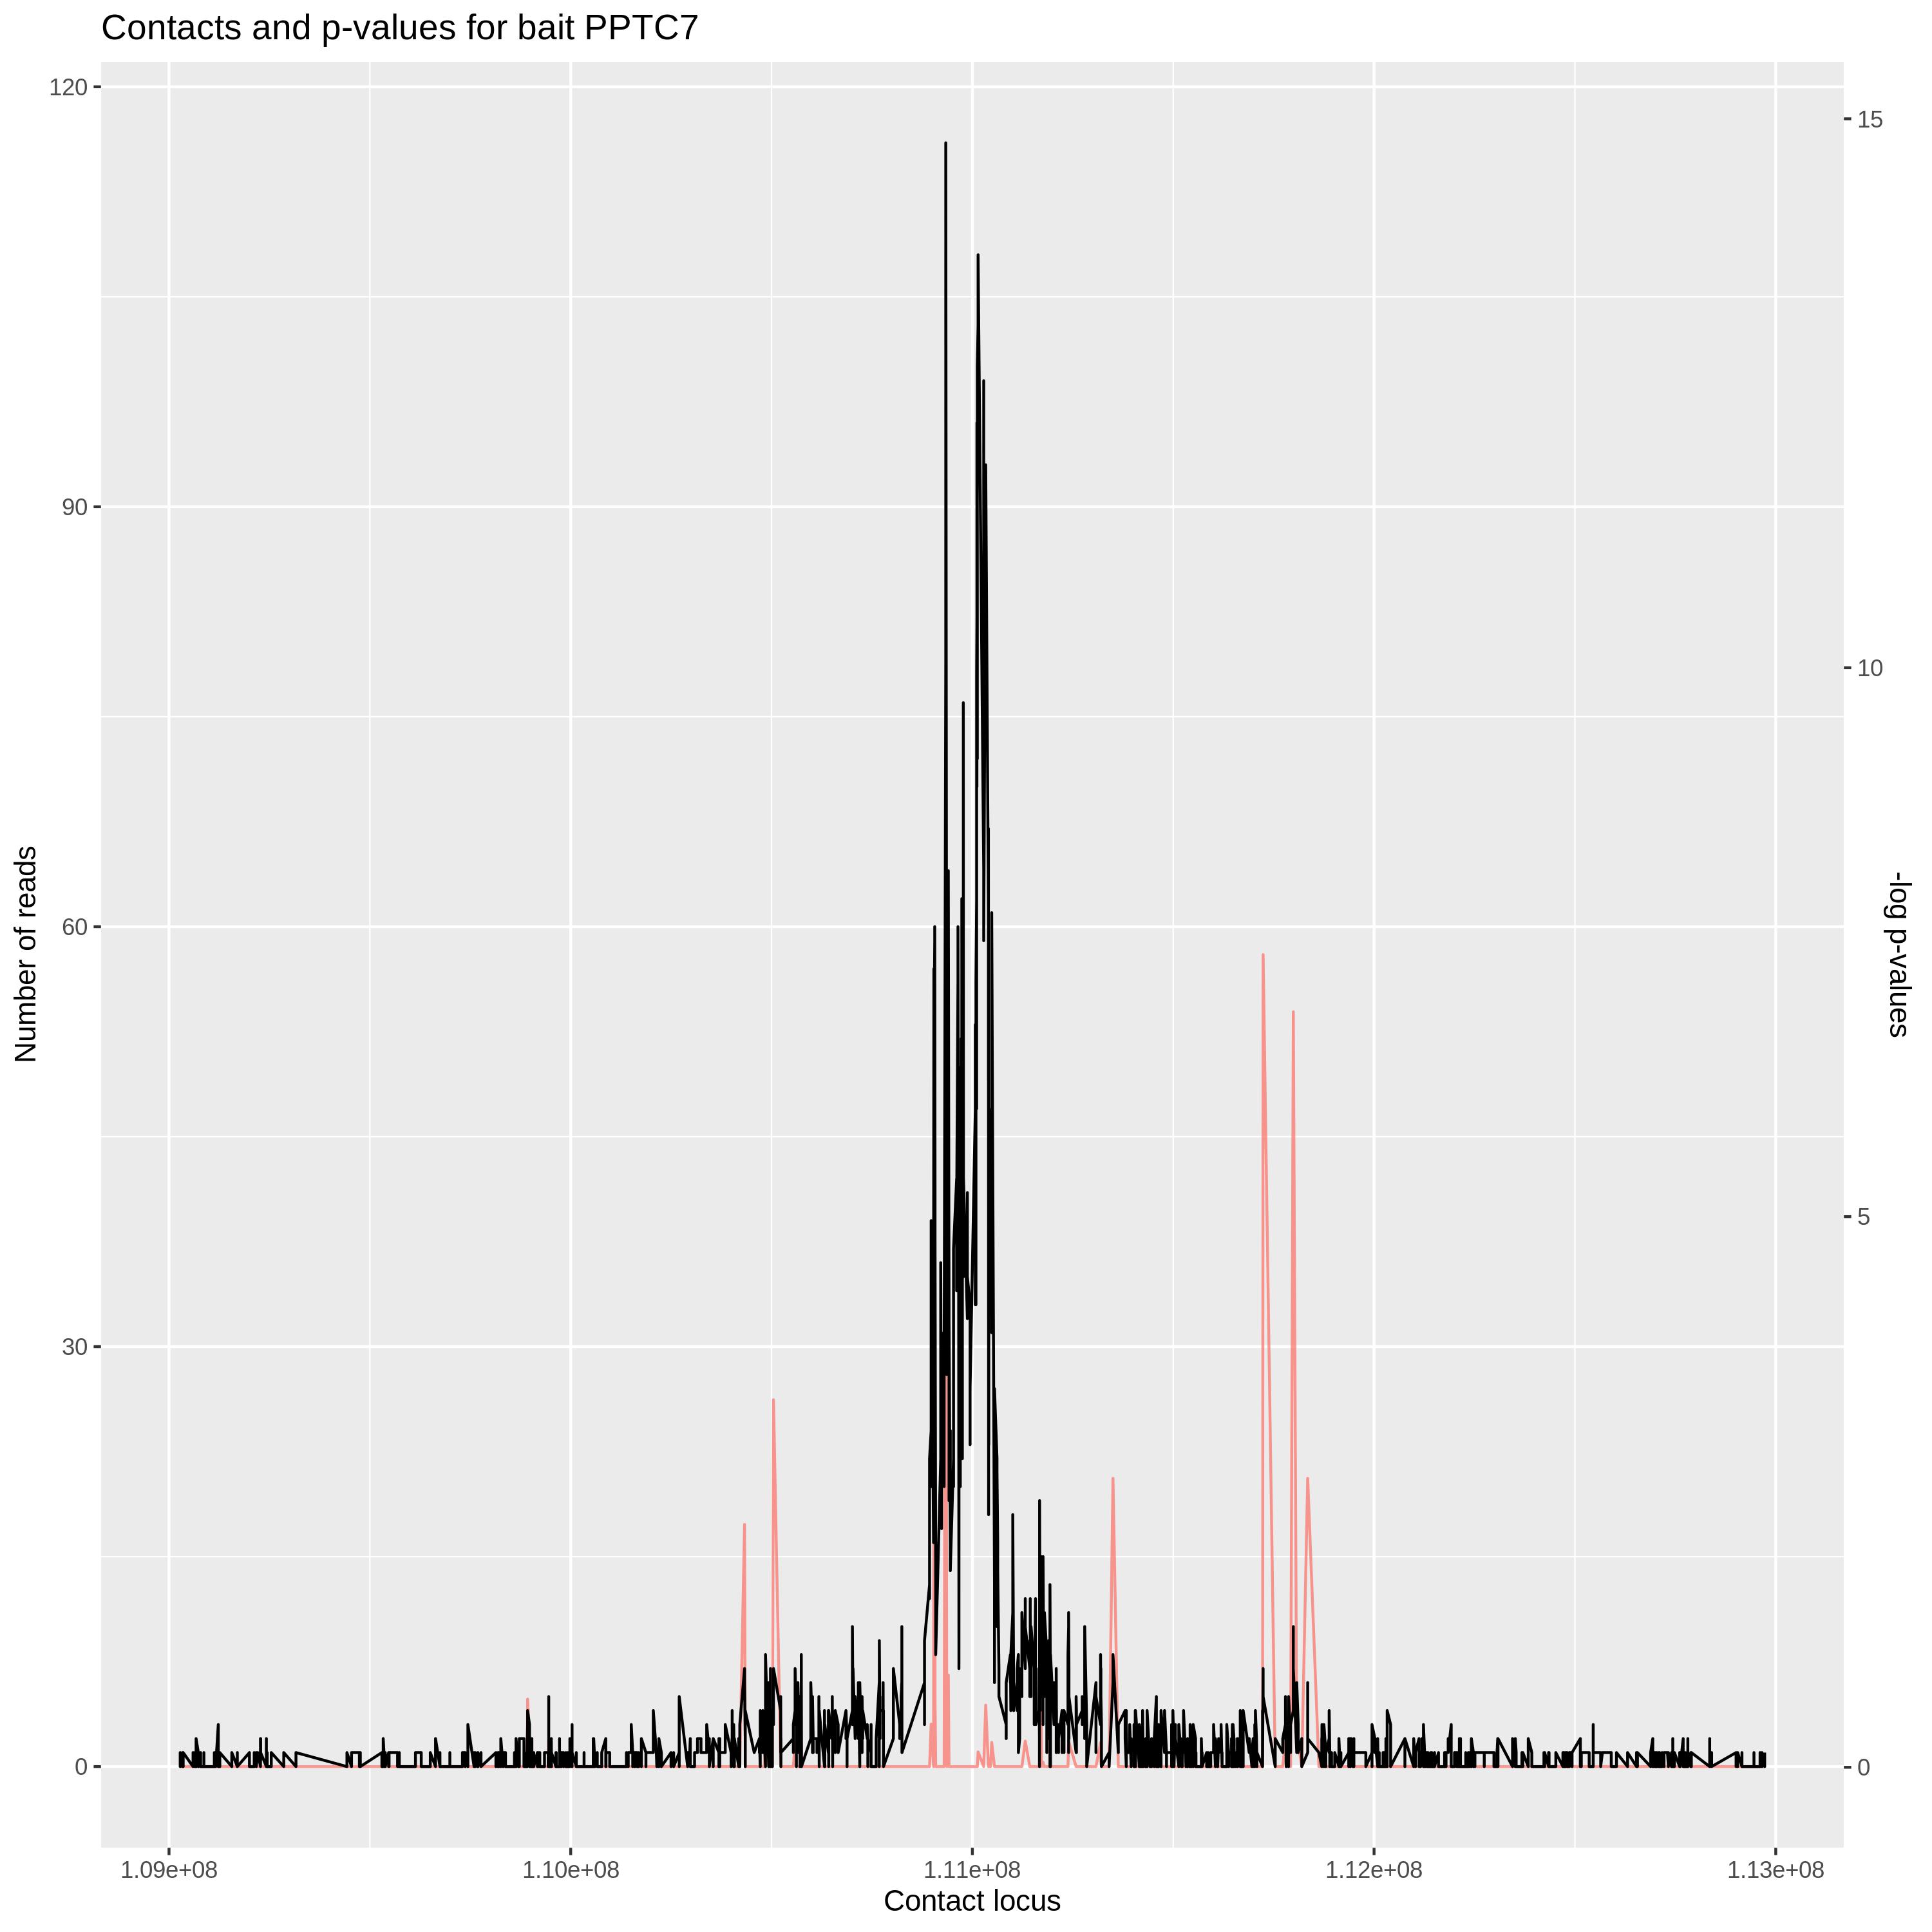 Contacts and p-values for bait PPTC7
120
90
60
30
0
Number of reads
15
10
5
0
-log p-values
1.09e+08
1.10e+08
1.11e+08
1.12e+08
1.13e+08
Contact locus